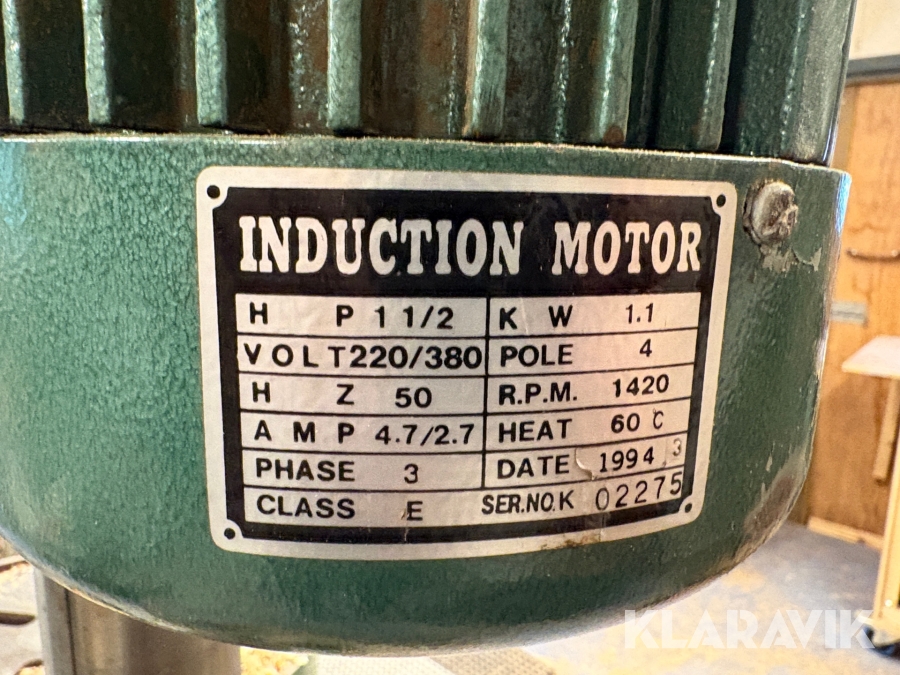 INDUCTION MOTOR
H P 1 1/2 K W 1.1
VOLT 220/380 POLE 4
H Z 50 R.P.M. 1420
A M P 4.7/2.7 HEAT 60 C
PHASE 3 DATE 1994.3
CLASS E SER.NO.K 02275
KLARAVIK